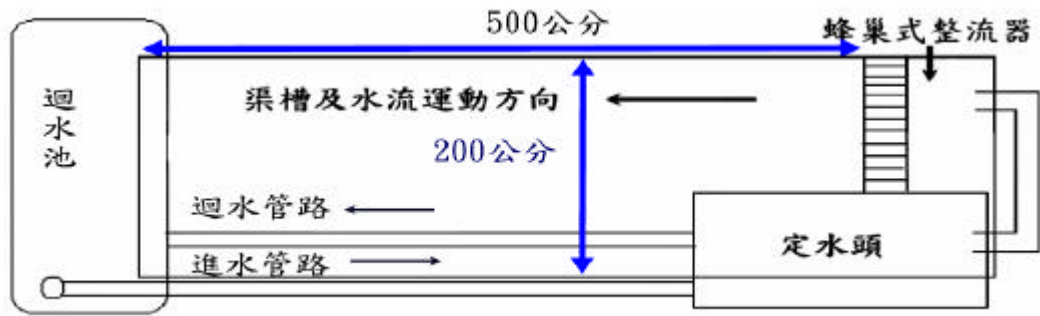 500公分
蜂巢式整流器
渠槽及水流運動方向
迴水池
200公分
迴水管路
定水頭
進水管路